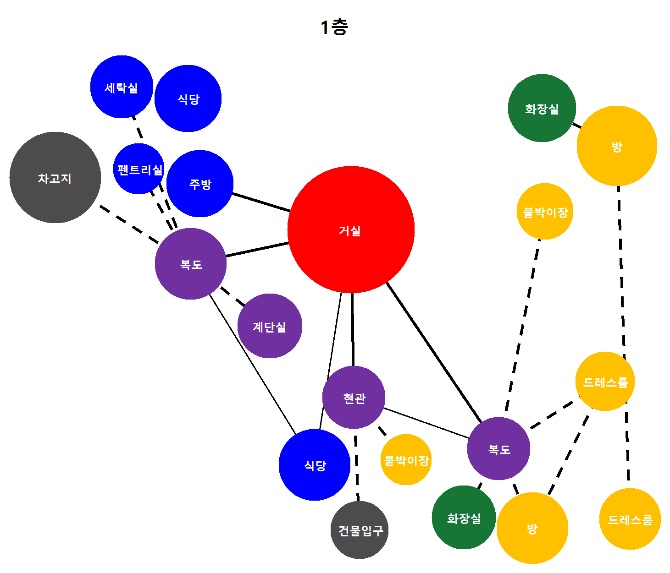 1층
세탁실
식당
화장실
방
펜트리실
차고지
주방
붙박이장
거실
복도
계단실
드레스룸
현관
복도
붙박이장
식당
화장실
방
드레스룸
건물입구